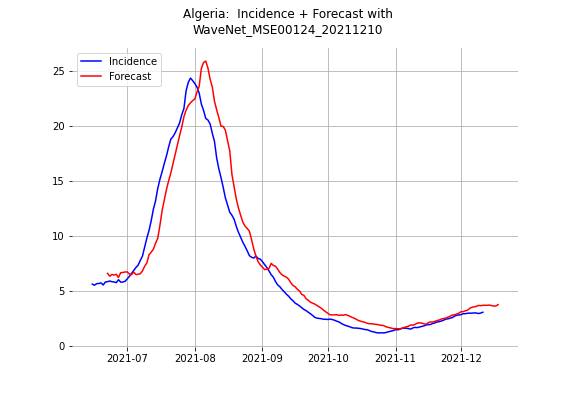 Algeria:  Incidence + Forecast with
WaveNet_MSE00124_20211210
Incidence
Forecast
25
20
15
10
5
0
2021-07 2021-08 2021-09 2021-10 2021-11 2021-12